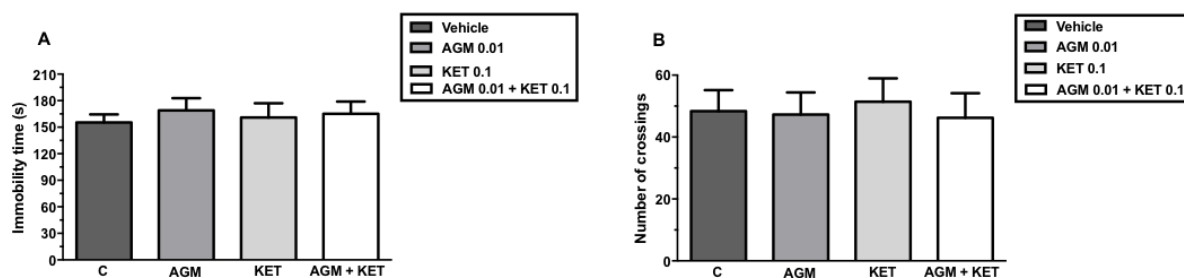 A
Vehicle
AGM 0.01
KET 0.1
AGM 0.01 + KET 0.1
Immobility time (s)
210
180
150
120
90
60
30
0
C
AGM
KET
AGM + KET
B
Vehicle
AGM 0.01
KET 0.1
AGM 0.01 + KET 0.1
Number of crossings
60
40
20
0
C
AGM
KET
AGM + KET